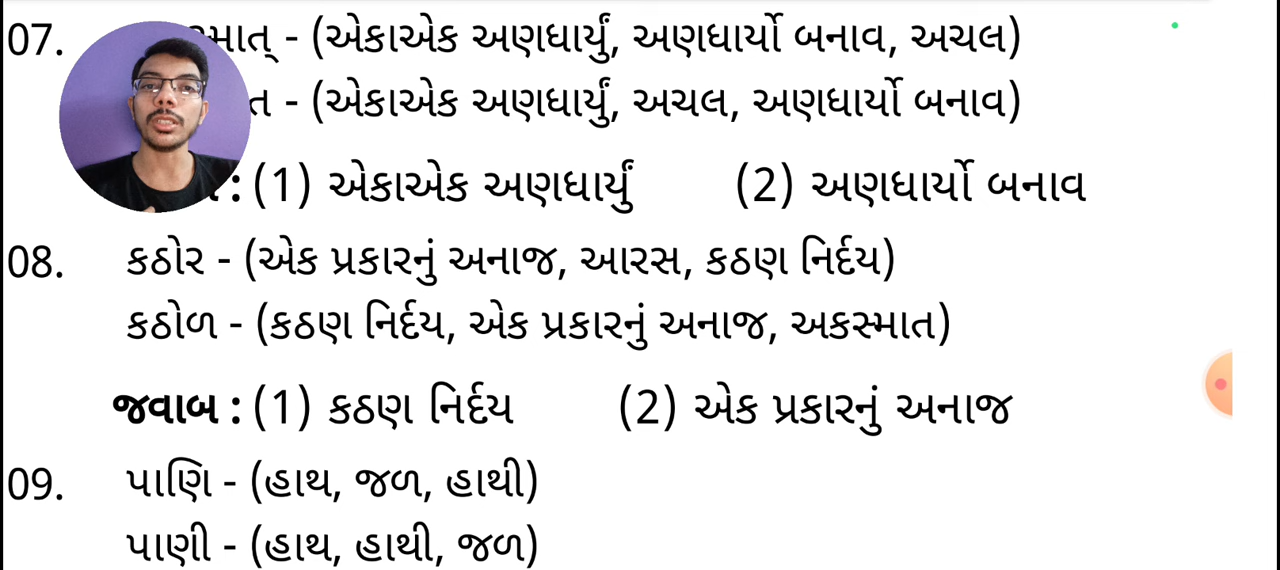 07. - (એકાએક અણધાર્યું, અણધાર્યો બનાવ, અચલ)
- (એકાએક અણધાર્યું, અચલ, અણધાર્યો બનાવ)
: (1) એકાએક અણધાર્યું (2) અણધાર્યો બનાવ
08. કઠોર - (એક પ્રકારનું અનાજ, આરસ, કઠણ નિર્દય)
કઠોળ - (કઠણ નિર્દય, એક પ્રકારનું અનાજ, અકસ્માત)
જવાબ : (1) કઠણ નિર્દય (2) એક પ્રકારનું અનાજ
09. પાણિ - (હાથ, જળ, હાથી)
પાણી - (હાથ, હાથી, જળ)